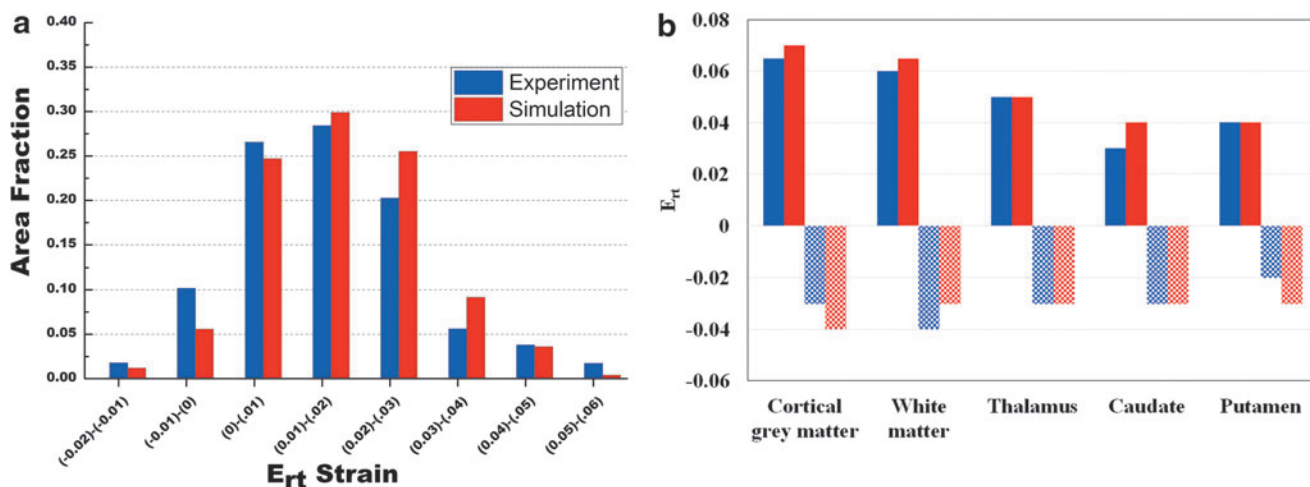 a
Area Fraction
0.40
0.35
0.30
0.25
0.20
0.15
0.10
0.05
0.00
Experiment
Simulation
(-0.02)-(-0.01)
(-0.01)-(0)
(0)-(.01)
(0.01)-(.02)
(0.02)-(.03)
(0.03)-(.04)
(0.04)-(.05)
(0.05)-(.06)
Ert Strain
b
Ert
0.08
0.06
0.04
0.02
0
-0.02
-0.04
-0.06
Cortical
grey matter
White
matter
Thalamus
Caudate
Putamen